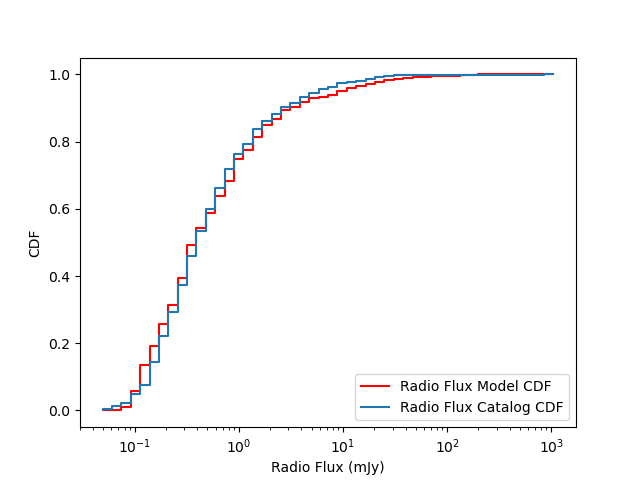 1.0
0.8
0.6
0.4
0.2
0.0
CDF
10⁻¹ 10⁰ 10¹ 10² 10³
Radio Flux (mJy)
Radio Flux Model CDF
Radio Flux Catalog CDF